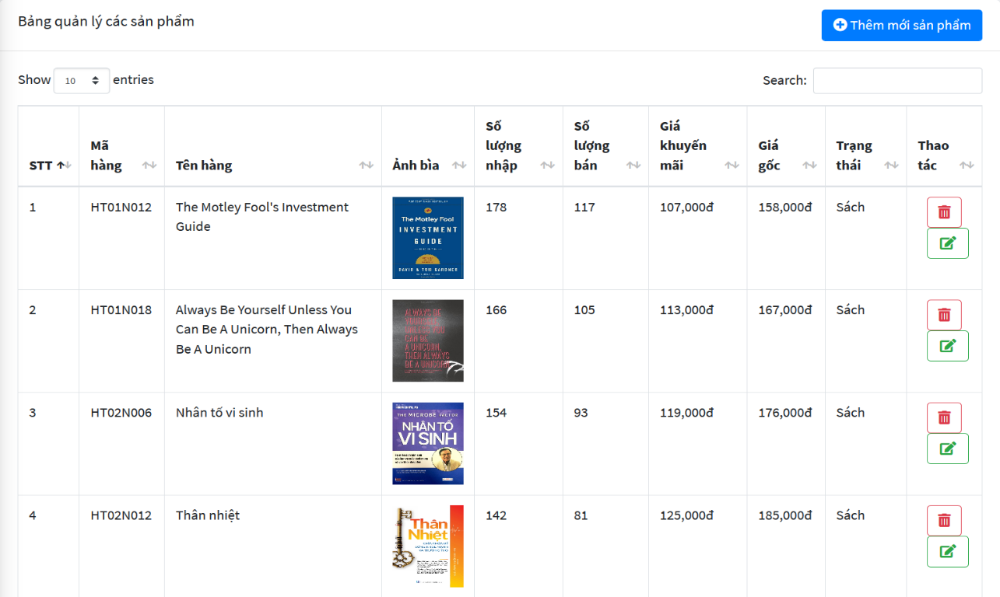 Bảng quản lý các sản phẩm
Thêm mới sản phẩm
Show 10 entries
Search:
STT
Mã
hàng
Tên hàng
Ảnh bìa
Số
lượng
nhập
Số
lượng
bán
Giá
khuyến
mãi
Giá
gốc
Trạng
thái
Thao
tác
1
HT01N012
The Motley Fool's Investment
Guide
The Motley Fool
INVESTMENT
GUIDE
DAVID & TOM GARDNER
178
117
107,000đ
158,000đ
Sách
2
HT01N018
Always Be Yourself Unless You
Can Be A Unicorn, Then Always
Be A Unicorn
ALWAYS BE
YOURSELF
UNLESS YOU
CAN BE
A UNICORN,
THEN ALWAYS
BE A UNICORN
166
105
113,000đ
167,000đ
Sách
3
HT02N006
Nhân tố vi sinh
THE MICROBE FACTOR
NHÂN TỐ
VI SINH
154
93
119,000đ
176,000đ
Sách
4
HT02N012
Thân nhiệt
Thân
Nhiệt
142
81
125,000đ
185,000đ
Sách